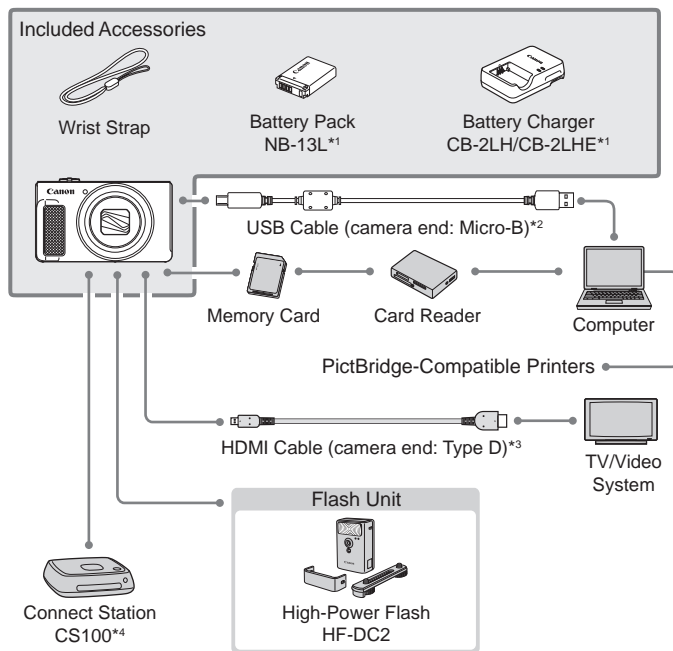 Included Accessories
Wrist Strap
Battery Pack
NB-13L*1
Battery Charger
CB-2LH/CB-2LHE*1
Canon
USB Cable (camera end: Micro-B)*2
Memory Card
Card Reader
Computer
PictBridge-Compatible Printers
HDMI Cable (camera end: Type D)*3
TV/Video
System
Flash Unit
High-Power Flash
HF-DC2
Connect Station
CS100*4